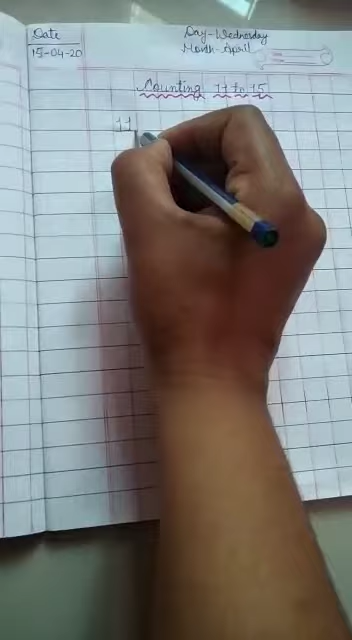 Date
15-04-20
Day-Wednesday
Month-April
Counting 11 to 15
11